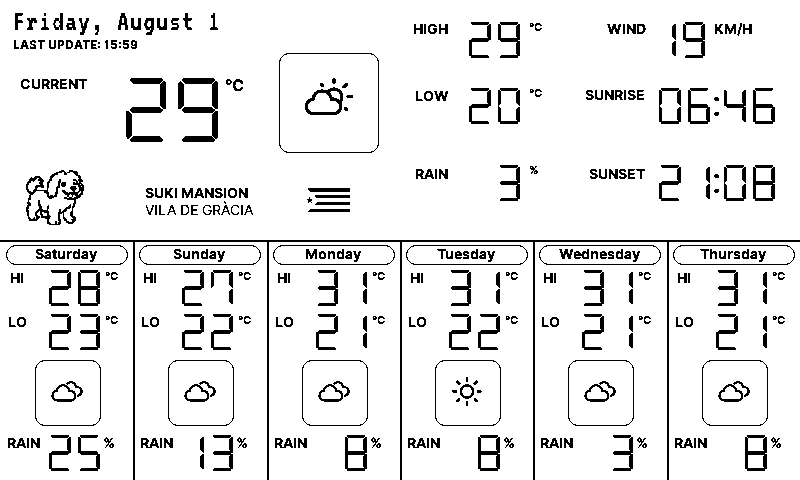 Friday, August 1
LAST UPDATE: 15:59
CURRENT 29 °C
HIGH 29 °C
WIND 19 KM/H
LOW 20 °C
SUNRISE 06:46
RAIN 3 %
SUNSET 21:08
SUKI MANSION
VILA DE GRÀCIA
Saturday
HI 28 °C
LO 23 °C
RAIN 25 %
Sunday
HI 27 °C
LO 22 °C
RAIN 13 %
Monday
HI 31 °C
LO 21 °C
RAIN 8 %
Tuesday
HI 31 °C
LO 22 °C
RAIN 8 %
Wednesday
HI 31 °C
LO 21 °C
RAIN 3 %
Thursday
HI 31 °C
LO 21 °C
RAIN 8 %